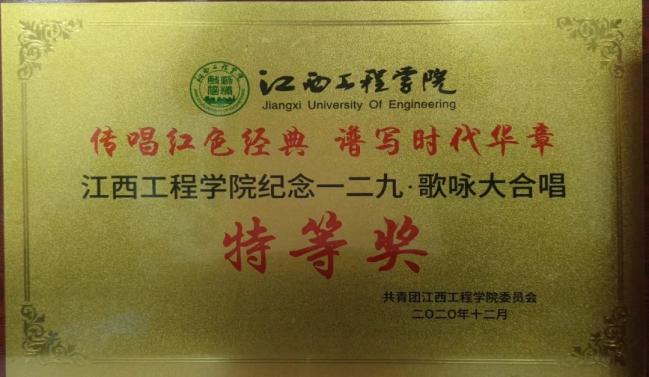 江西工程学院
Jiangxi University Of Engineering
传唱红色经典 谱写时代华章
江西工程学院纪念一二九·歌咏大合唱
特等奖
共青团江西工程学院委员会
二〇二〇年十二月